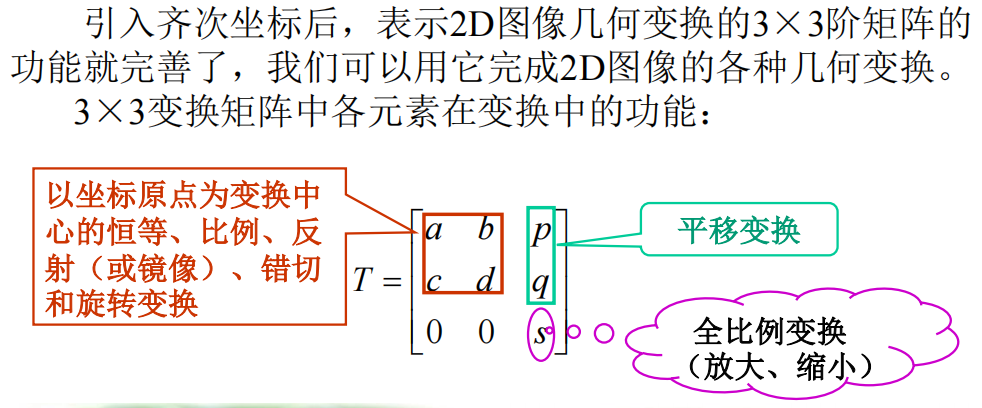 引入齐次坐标后，表示2D图像几何变换的3×3阶矩阵的
功能就完善了，我们可以用它完成2D图像的各种几何变换。
3×3变换矩阵中各元素在变换中的功能：
以坐标原点为变换中
心的恒等、比例、反
射（或镜像）、错切
和旋转变换
T =
a b p
c d q
0 0 s
平移变换
全比例变换
（放大、缩小）